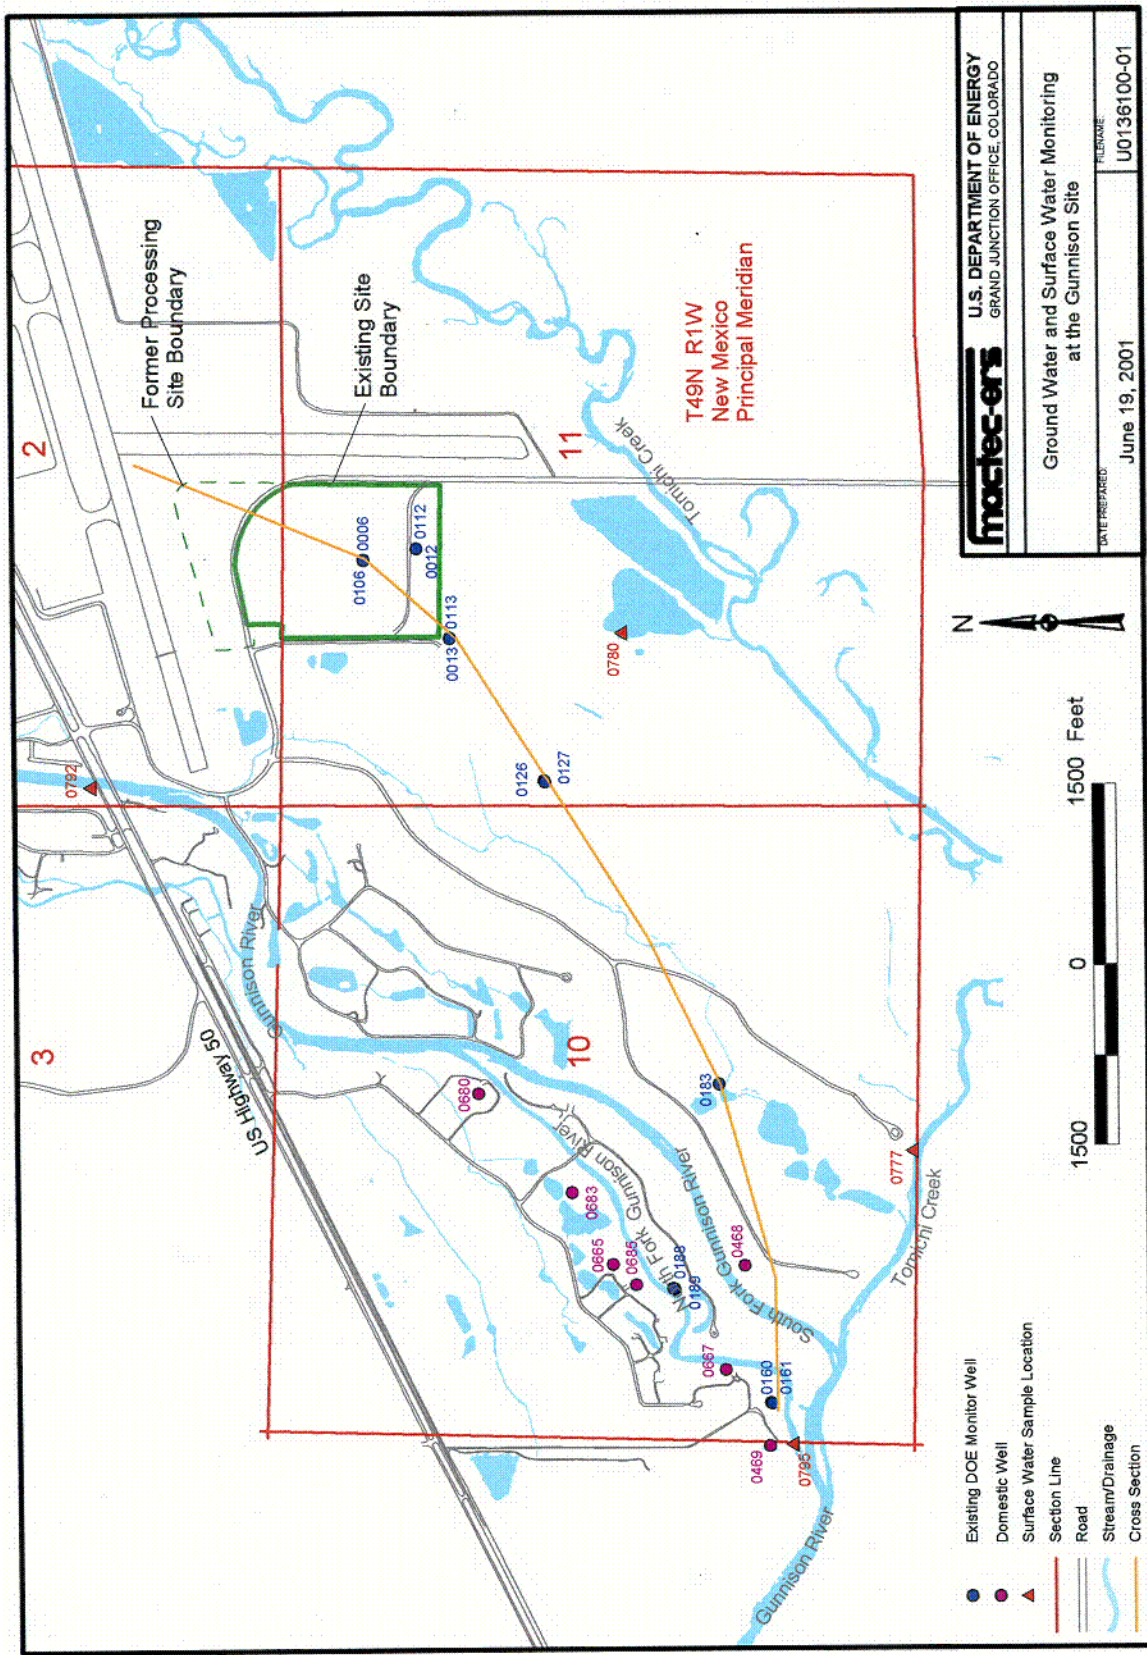 2
3
10
11
Former Processing
Site Boundary
Existing Site
Boundary
T49N R1W
New Mexico
Principal Meridian
US Highway 50
Gunnison River
North Fork Gunnison River
South Fork Gunnison River
Gunnison River
Tomichi Creek
Tomichi Creek
0792
0106
0006
0112
0012
0013
0113
0126
0127
0780
0680
0683
0665
0685
0188
0189
0183
0468
0667
0160
0161
0469
0795
0777
Existing DOE Monitor Well
Domestic Well
Surface Water Sample Location
Section Line
Road
Stream/Drainage
Cross Section
N
1500
0
1500 Feet
mactec-ers
U.S. DEPARTMENT OF ENERGY
GRAND JUNCTION OFFICE, COLORADO
Ground Water and Surface Water Monitoring
at the Gunnison Site
DATE PREPARED:
June 19, 2001
FILENAME:
U0136100-01